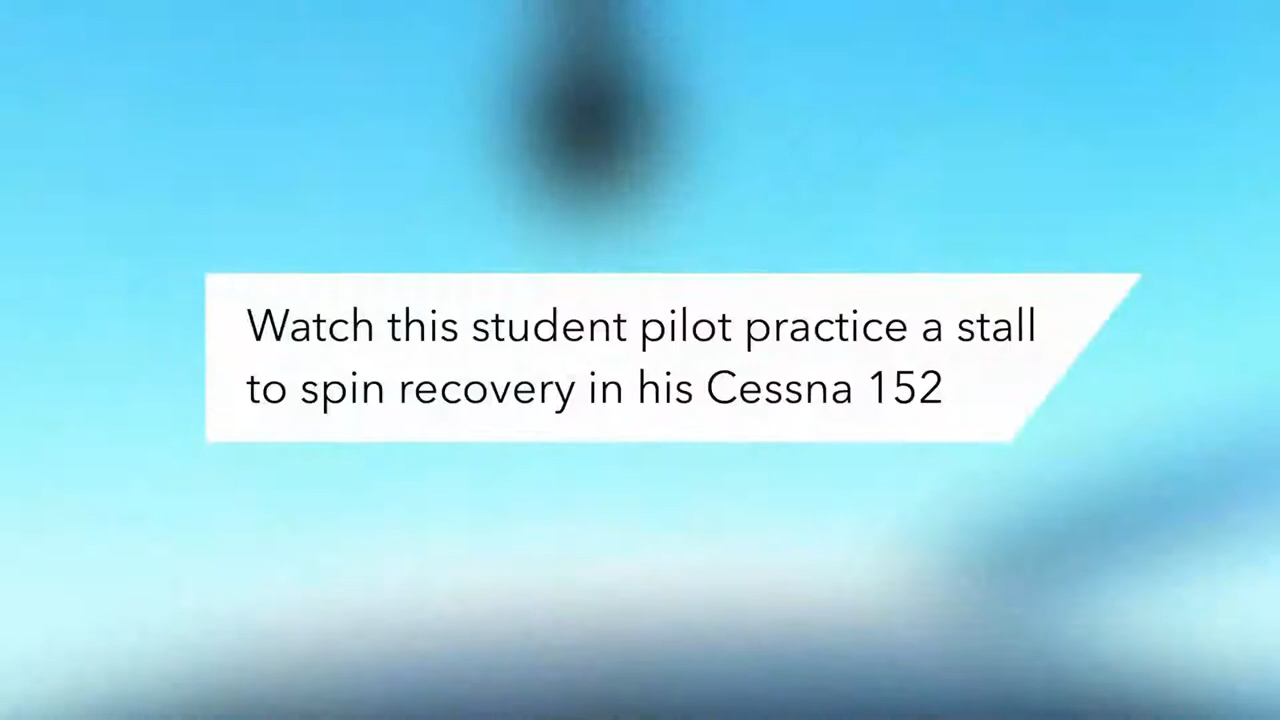 Watch this student pilot practice a stall
to spin recovery in his Cessna 152